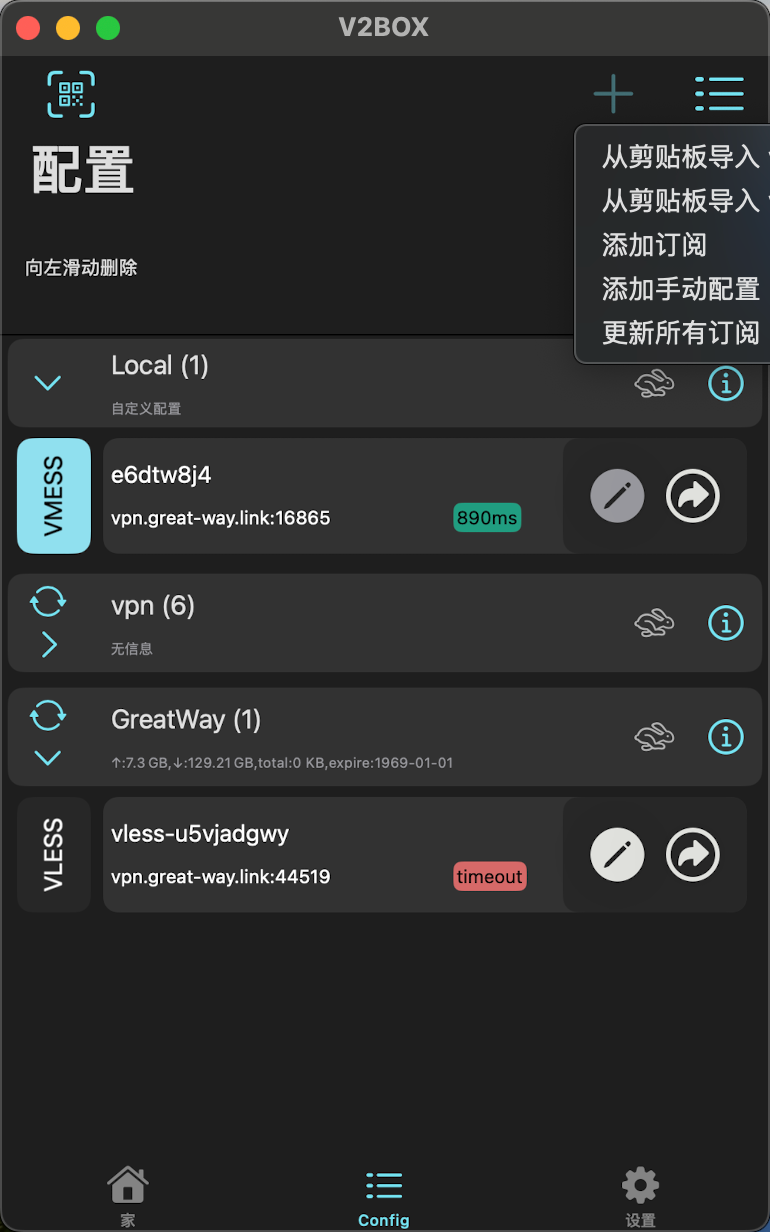 V2BOX
配置
从剪贴板导入
从剪贴板导入
添加订阅
添加手动配置
更新所有订阅
向左滑动删除
Local (1)
自定义配置
VMESS
e6dtw8j4
vpn.great-way.link:16865
890ms
vpn (6)
无信息
GreatWay (1)
↑:7.3 GB,↓:129.21 GB,total:0 KB,expire:1969-01-01
VLESS
vless-u5vjadgwy
vpn.great-way.link:44519
timeout
家
Config
设置